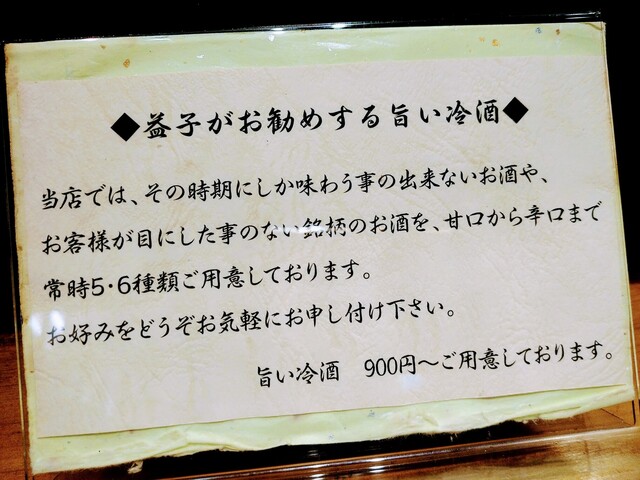 ◆益子がお勧めする旨い冷酒◆
当店では、その時期にしか味わう事の出来ないお酒や、
お客様が目にした事のない銘柄のお酒を、甘口から辛口まで
常時5・6種類ご用意しております。
お好みをどうぞお気軽にお申し付け下さい。
旨い冷酒　900円～ご用意しております。